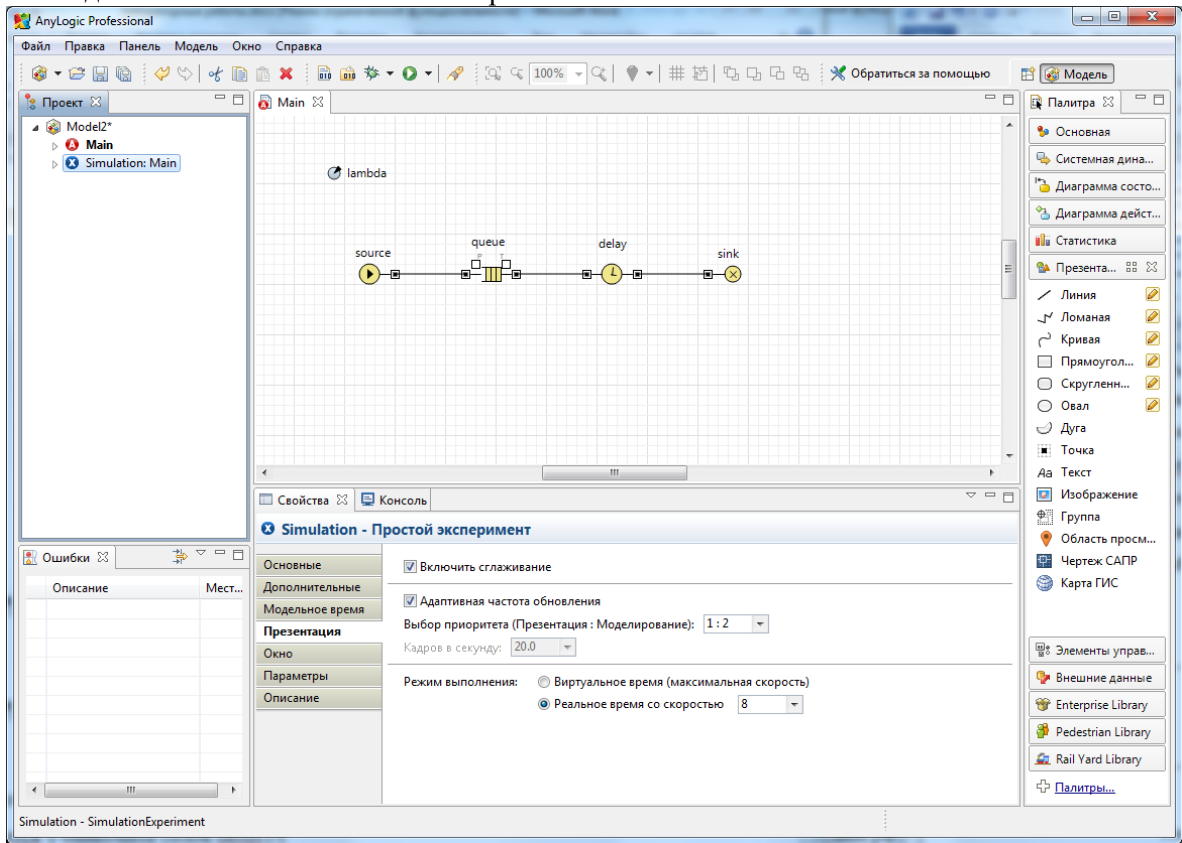 AnyLogic Professional
Файл Правка Панель Модель Окно Справка
100% Обратиться за помощью Модель
Проект
Model2*
Main
Simulation: Main
Main
lambda
source
queue
P T
delay
sink
Палитра
Основная
Системная дина...
Диаграмма состо...
Диаграмма дейст...
Статистика
Презента...
Линия
Ломаная
Кривая
Прямоугол...
Скругленн...
Овал
Дуга
Точка
Aa Текст
Изображение
Группа
Область просм...
Чертеж САПР
Карта ГИС
Элементы управ...
Внешние данные
Enterprise Library
Pedestrian Library
Rail Yard Library
Палитры...
Свойства Консоль
Simulation - Простой эксперимент
Основные
Дополнительные
Модельное время
Презентация
Окно
Параметры
Описание
Включить сглаживание
Адаптивная частота обновления
Выбор приоритета (Презентация : Моделирование): 1 : 2
Кадров в секунду: 20.0
Режим выполнения: Виртуальное время (максимальная скорость)
Реальное время со скоростью 8
Ошибки
Описание Мест...
Simulation - SimulationExperiment